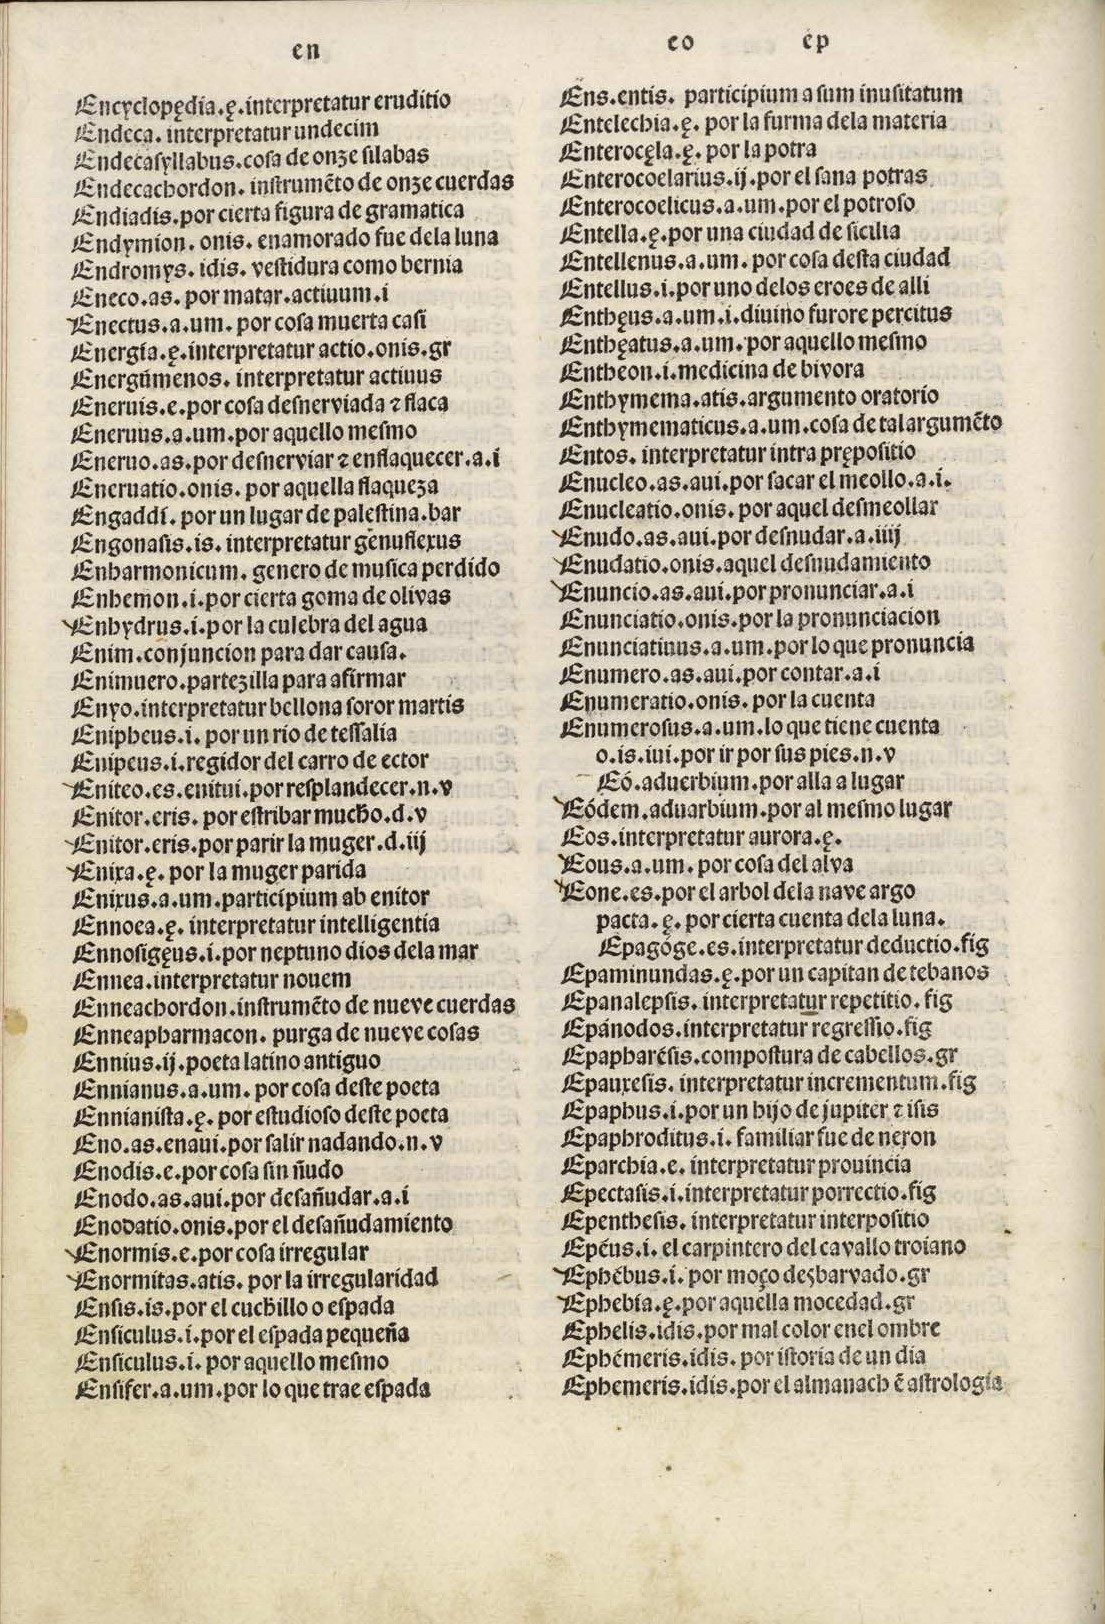 en
Encyclopędia.ę.interpretatur eruditio
Endeca. interpretatur undecim
Endecasyllabus.cosa de onze silabas
Endecachordon. instrumẽto de onze cuerdas
Endiadis.por cierta figura de gramatica
Endymion. onis. enamorado fue dela luna
Endromys. idis. vestidura como bernia
Eneco.as. por matar.actiuum.i
Enectus.a.um. por cosa muerta casi
Energía.ę.interpretatur actio.onis.gr
Energũmenos. interpretatur actiuus
Eneruis.e.por cosa desnerviada ⁊ flaca
Eneruus.a.um.por aquello mesmo
Eneruo.as.por desnerviar ⁊ enflaquecer.a.i
Eneruatio.onis. por aquella flaqueza
Engaddí. por un lugar de palestina.bar
Engonasis.is. interpretatur gẽnuflexus
Enharmonicum. genero de musica perdido
Enhemon.i.por cierta goma de olivas
Enhydrus.i.por la culebra del agua
Enim.conjuncion para dar causa.
Enimuero.partezilla para afirmar
Enyo.interpretatur bellona soror martis
Enipheus.i. por un rio de tessalia
Enipeus.i.regidor del carro de ector
Eniteo.es.enitui.por resplandecer.n.v
Enitor.eris. por estribar mucho.d.v
Enitor.eris.por parir la muger.d.iij
Enixa.ę. por la muger parida
Enixus.a.um.participium ab enitor
Ennoea.ę. interpretatur intelligentia
Ennosigęus.i.por neptuno dios dela mar
Ennea.interpretatur nouem
Enneachordon.instrumẽto de nueve cuerdas
Enneapharmacon. purga de nueve cosas
Ennius.ij.poeta latino antiguo
Ennianus.a.um. por cosa deste poeta
Ennianista.ę. por estudioso deste poeta
Eno.as.enaui.por salir nadando.n.v
Enodis.e.por cosa sin ñudo
Enodo.as.aui.por desañudar.a.i
Enodatio.onis.por el desañudamiento
Enormis.e.por cosa irregular
Enormitas.atis. por la irregularidad
Ensis.is.por el cuchillo o espada
Ensiculus.i.por el espada pequeña
Ensiculus.i. por aquello mesmo
Ensifer.a.um.por lo que trae espada
eo ep
Ens.entis. participium a sum inusitatum
Entelechia.ę. por la furma dela materia
Enterocęla.ę. por la potra
Enterocoelarius.ij.por el sana potras
Enterocoelicus.a.um.por el potroso
Entella.ę.por una ciudad de sicilia
Entellenus.a.um. por cosa desta ciudad
Entellus.i.por uno delos eroes de alli
Enthęus.a.um.i.diuino furore percitus
Enthęatus.a.um.por aquello mesmo
Entheon.i.medicina de bivora
Enthymema.atis.argumento oratorio
Enthymematicus.a.um.cosa de tal argumẽto
Entos. interpretatur intra prępositio
Enucleo.as.aui.por sacar el meollo.a.i.
Enucleatio.onis. por aquel desmeollar
Enudo.as.aui.por desnudar.a.iiij
Enudatio.onis.aquel desnudamiento
Enuncio.as.aui.por pronunciar.a.i
Enunciatio.onis.por la pronunciacion
Enunciatiuus.a.um.por lo que pronuncia
Enumero.as.aui.por contar.a.i
Enumeratio.onis. por la cuenta
Enumerosus.a.um.lo que tiene cuenta
o.is.iui.por ir por sus pies.n.v
Eó.aduerbium.por alla a lugar
Eódem.aduarbium.por al mesmo lugar
Eos.interpretatur aurora.ę.
Eous.a.um. por cosa del alva
Eone.es.por el arbol dela nave argo
pacta.ę. por cierta cuenta dela luna.
Epagóge.es.interpretatur deductio.fig
Epaminundas.ę.por un capitan de tebanos
Epanalepsis. interpretatur repetitio.fig
Epánodos.interpretatur regressio.fig
Epapharésis.compostura de cabellos.gr
Epauxesis. interpretatur incrementum.fig
Epaphus.i.por un hijo de jupiter ⁊ isis
Epaphroditus.i. familiar fue de neron
Eparchia.e. interpretatur prouincia
Epectasis.i.interpretatur porrectio.fig
Epenthesis. interpretatur interpositio
Epéus.i. el carpintero del cavallo troiano
Ephébus.i. por moço desbarvado.gr
Ephebía.ę.por aquella mocedad.gr
Ephelis.idis.por mal color enel ombre
Ephémeris.idis. por istoria de un dia
Ephemeris.idis.por el almanach ẽ astrología